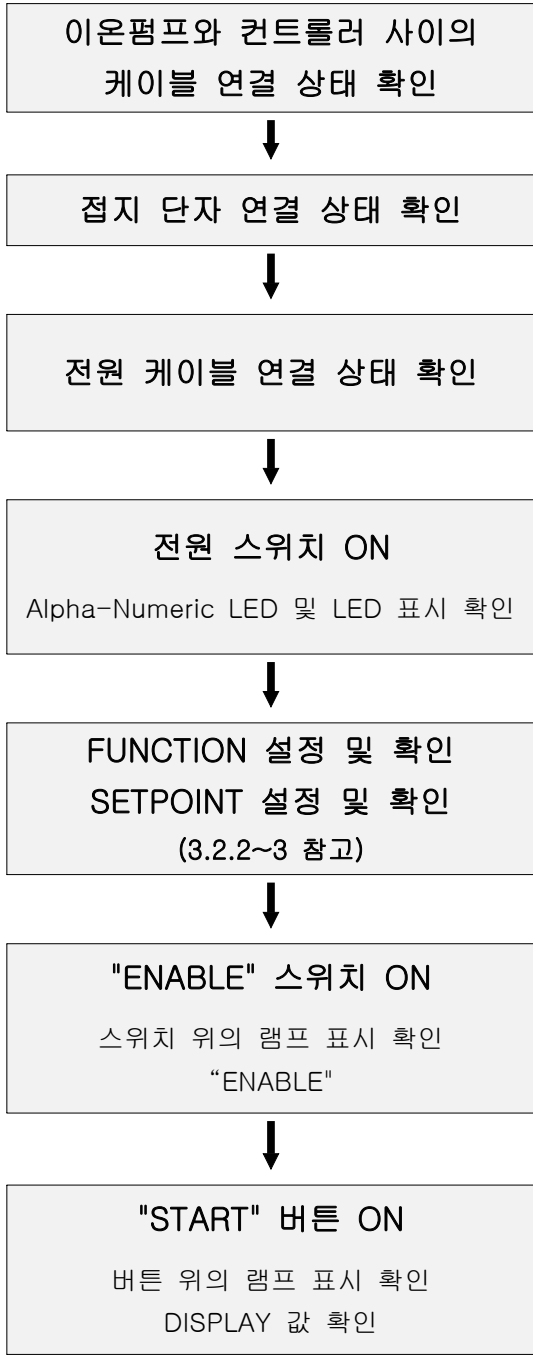 이온펌프와 컨트롤러 사이의
케이블 연결 상태 확인
접지 단자 연결 상태 확인
전원 케이블 연결 상태 확인
전원 스위치 ON
Alpha-Numeric LED 및 LED 표시 확인
FUNCTION 설정 및 확인
SETPOINT 설정 및 확인
(3.2.2~3 참고)
"ENABLE" 스위치 ON
스위치 위의 램프 표시 확인
“ENABLE"
"START" 버튼 ON
버튼 위의 램프 표시 확인
DISPLAY 값 확인